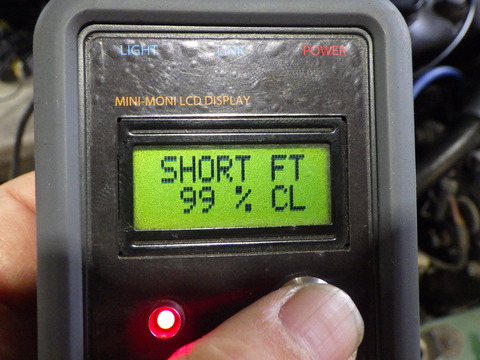 LIGHT LINK POWER
MINI-MONI LCD DISPLAY
SHORT FT
99 % CL